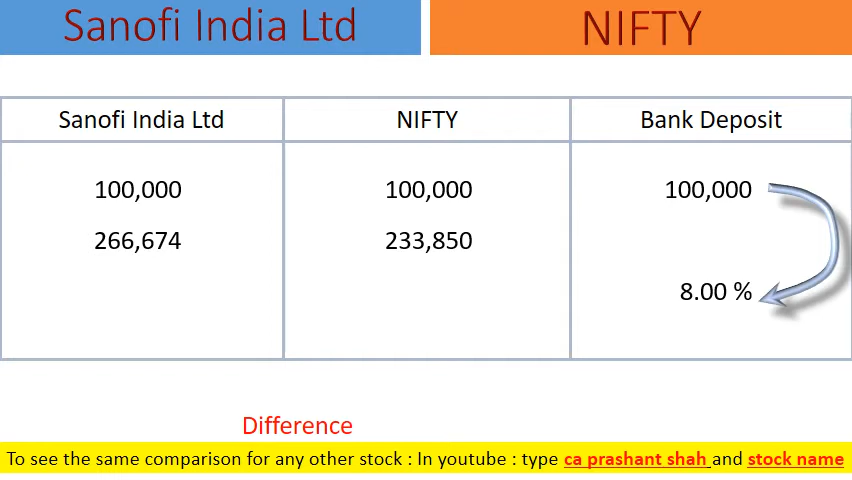 Sanofi India Ltd NIFTY
Sanofi India Ltd NIFTY Bank Deposit
100,000 100,000 100,000
266,674 233,850
8.00 %
Difference
To see the same comparison for any other stock : In youtube : type ca prashant shah and stock name